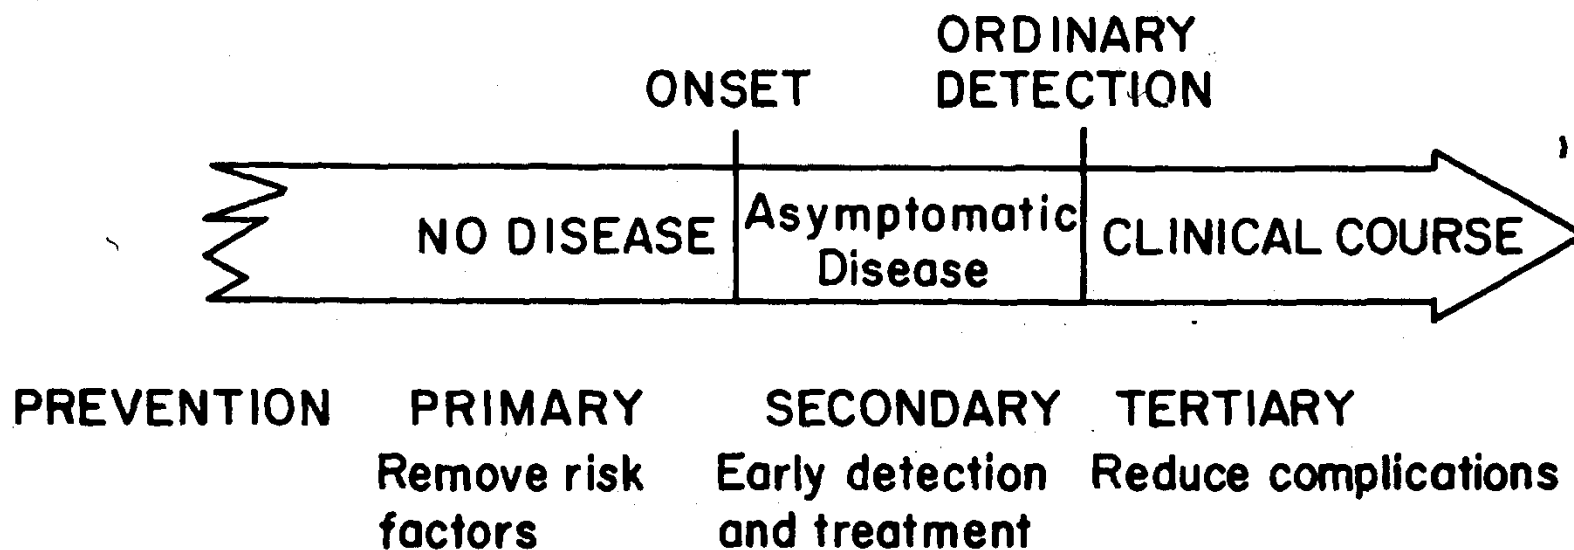 ORDINARY
ONSET DETECTION
NO DISEASE Asymptomatic CLINICAL COURSE
Disease
PREVENTION PRIMARY SECONDARY TERTIARY
Remove risk Early detection Reduce complications
factors and treatment